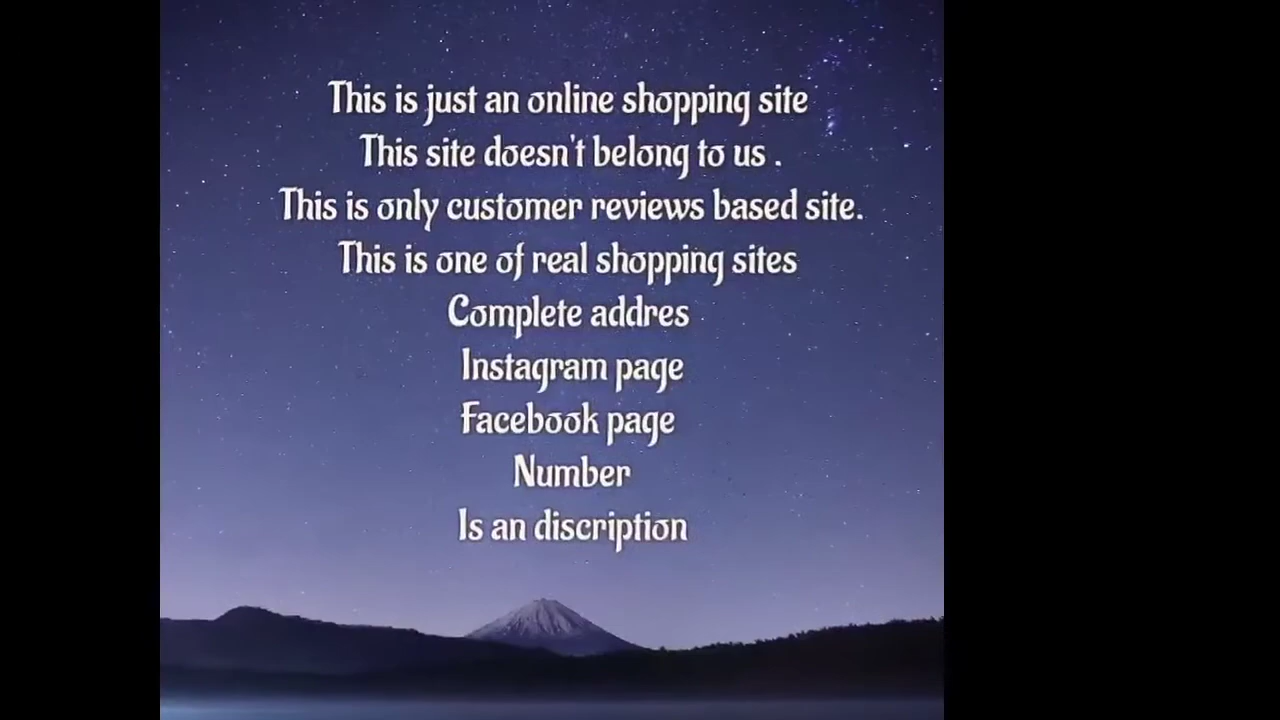 This is just an online shopping site
This site doesn't belong to us .
This is only customer reviews based site.
This is one of real shopping sites
Complete addres
Instagram page
Facebook page
Number
Is an discription